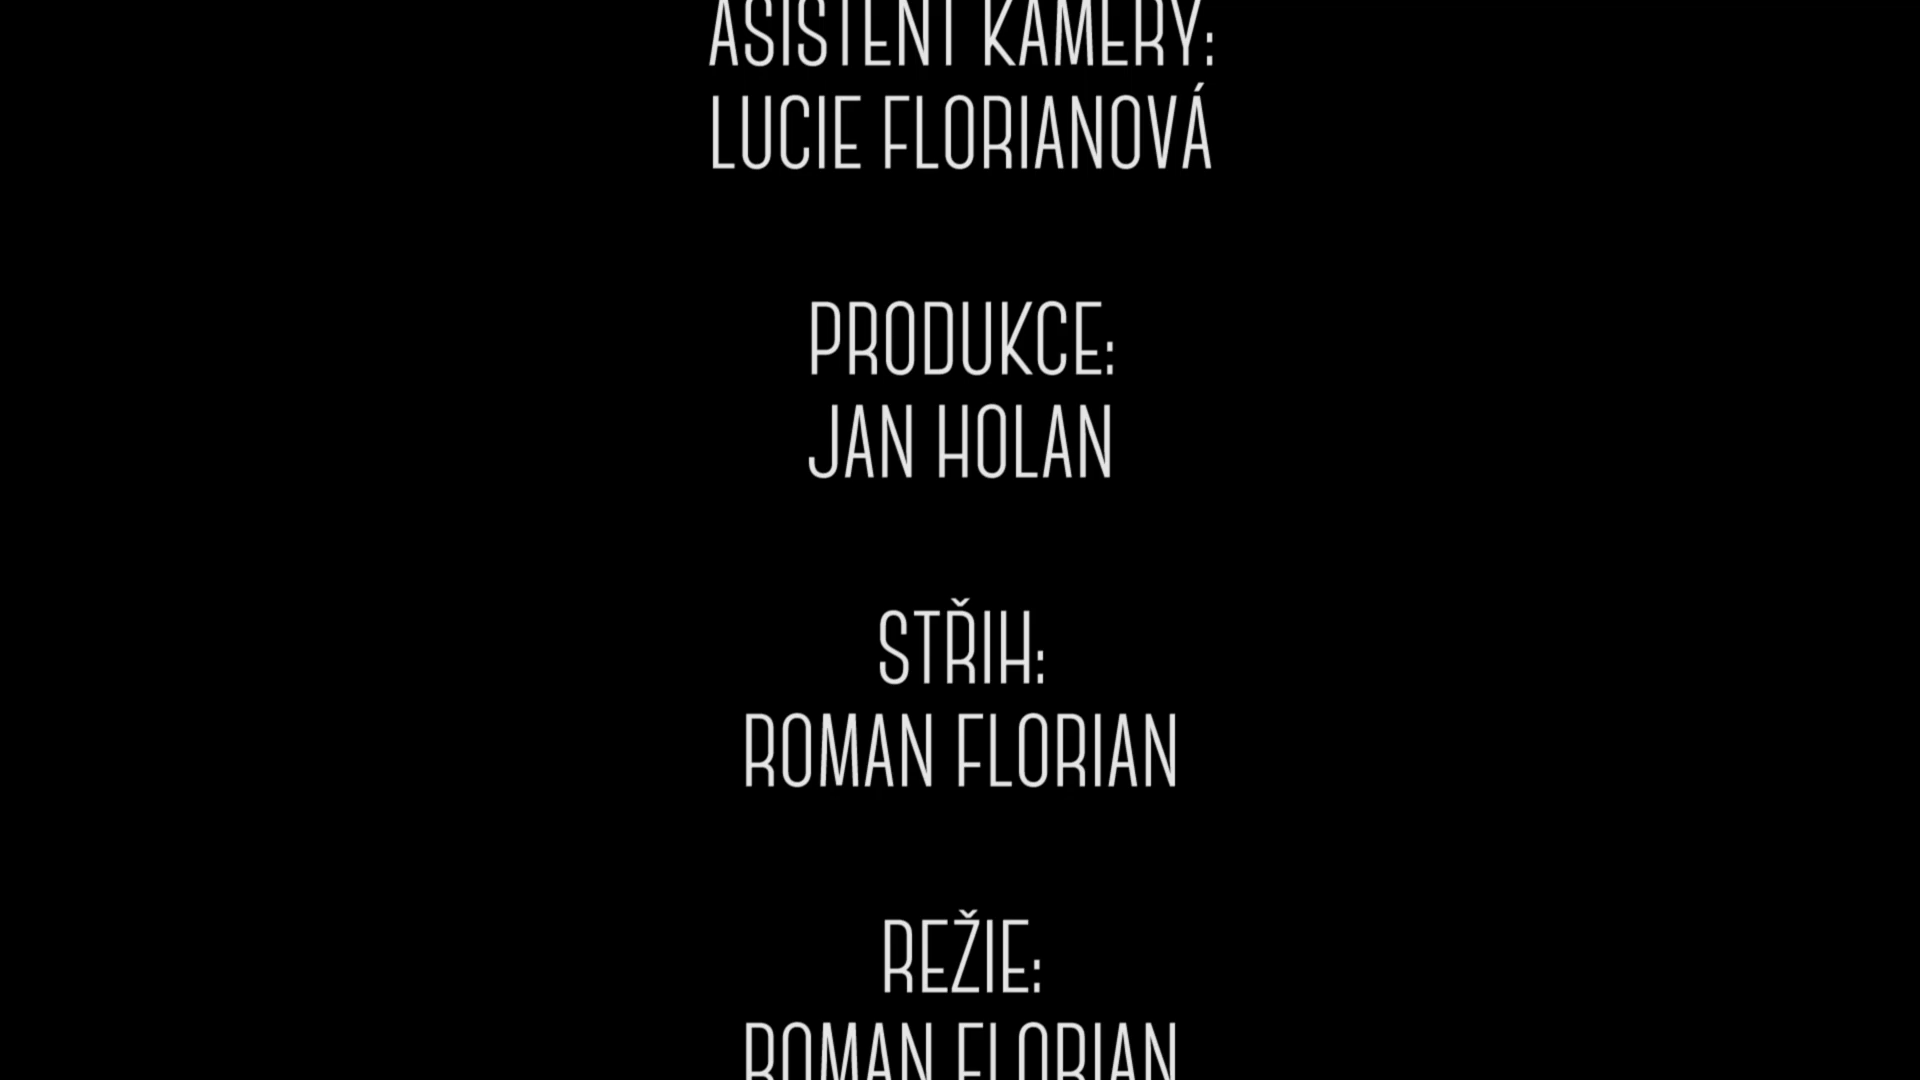 ASISTENT KAMERY:
LUCIE FLORIANOVÁ
PRODUKCE:
JAN HOLAN
STŘIH:
ROMAN FLORIAN
REŽIE:
ROMAN FLORIAN